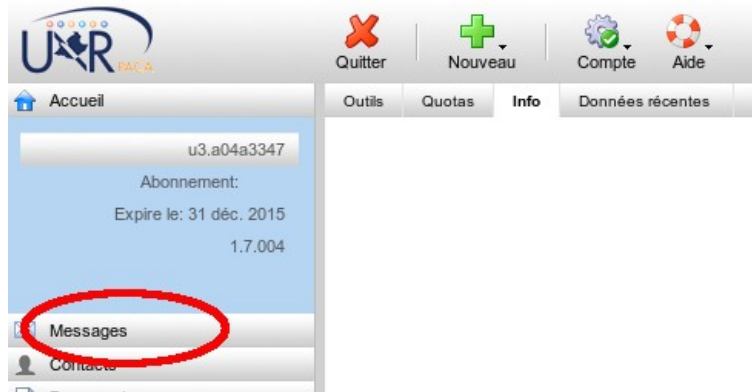 UNR PACA
Quitter
Nouveau
Compte
Aide
Accueil
Outils
Quotas
Info
Données récentes
u3.a04a3347
Abonnement:
Expire le: 31 déc. 2015
1.7.004
Messages
Contacts